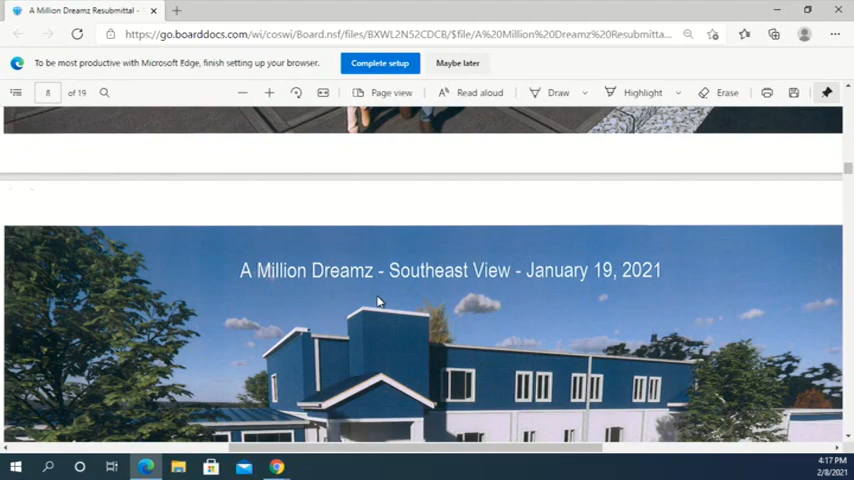 A Million Dreamz Resubmittal -
https://go.boarddocs.com/wi/coswi/Board.nsf/files/BXWL2N52CDCB/$file/A%20Million%20Dreamz%20Resubmitta...
To be most productive with Microsoft Edge, finish setting up your browser.
Complete setup
Maybe later
8 of 19
Page view
Read aloud
Draw
Highlight
Erase
A Million Dreamz - Southeast View - January 19, 2021
4:17 PM
2/8/2021